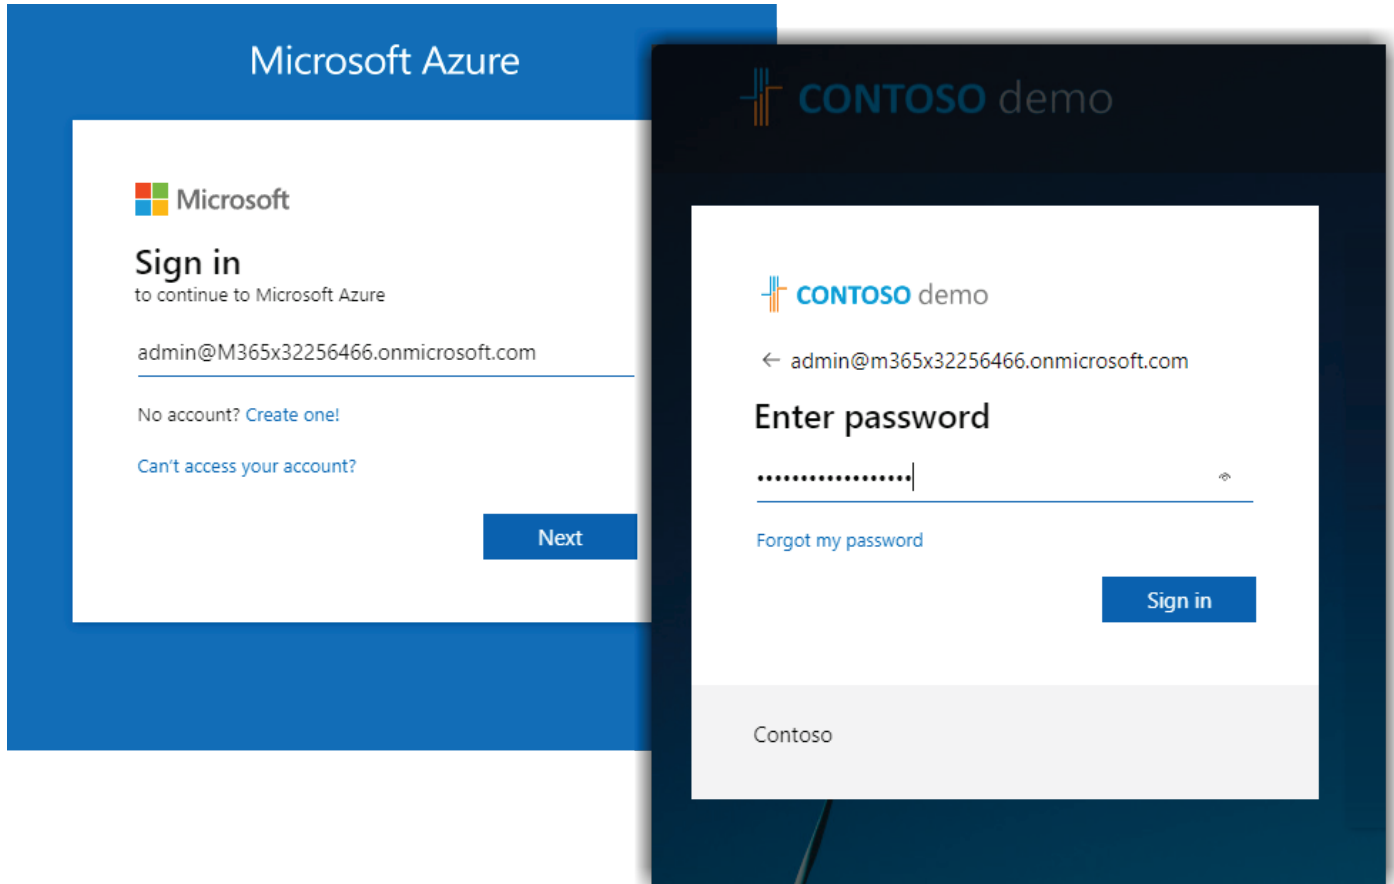 Microsoft Azure
Microsoft
Sign in
to continue to Microsoft Azure
admin@M365x32256466.onmicrosoft.com
No account? Create one!
Can't access your account?
Next
CONTOSO demo
CONTOSO demo
admin@m365x32256466.onmicrosoft.com
Enter password
Forgot my password
Sign in
Contoso